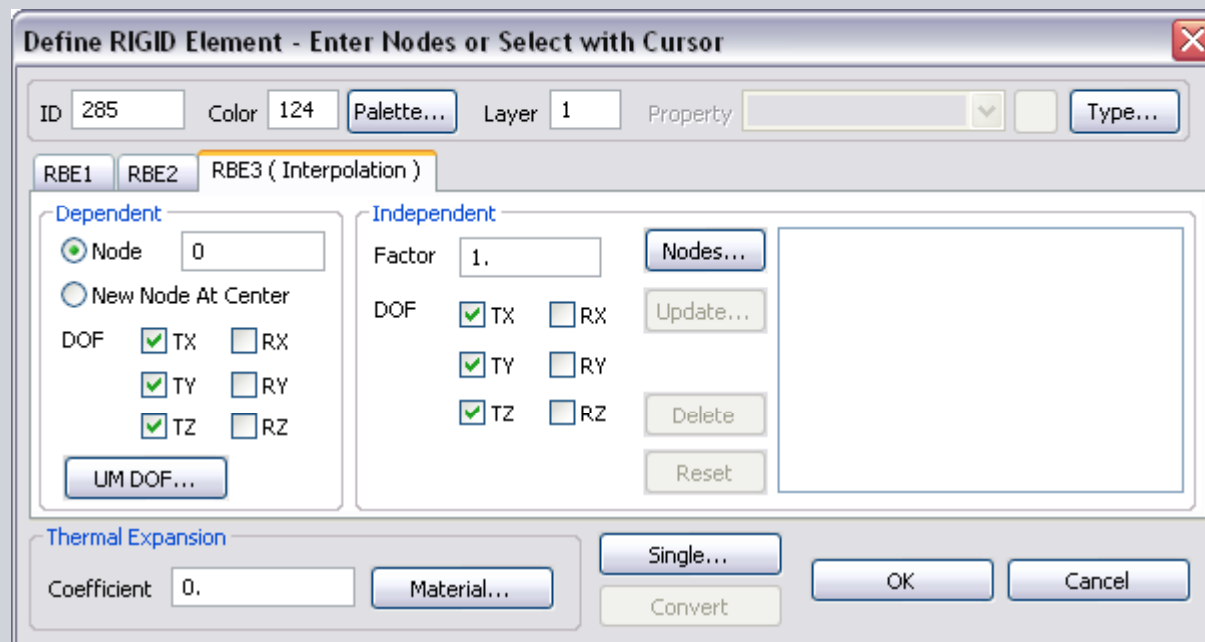 Define RIGID Element - Enter Nodes or Select with Cursor
ID 285 Color 124 Palette... Layer 1 Property Type...
RBE1 RBE2 RBE3 ( Interpolation )
Dependent
Node 0
New Node At Center
DOF TX RX
TY RY
TZ RZ
UM DOF...
Independent
Factor 1. Nodes...
DOF TX RX Update...
TY RY
TZ RZ Delete
Reset
Thermal Expansion
Coefficient 0. Material...
Single...
Convert
OK Cancel